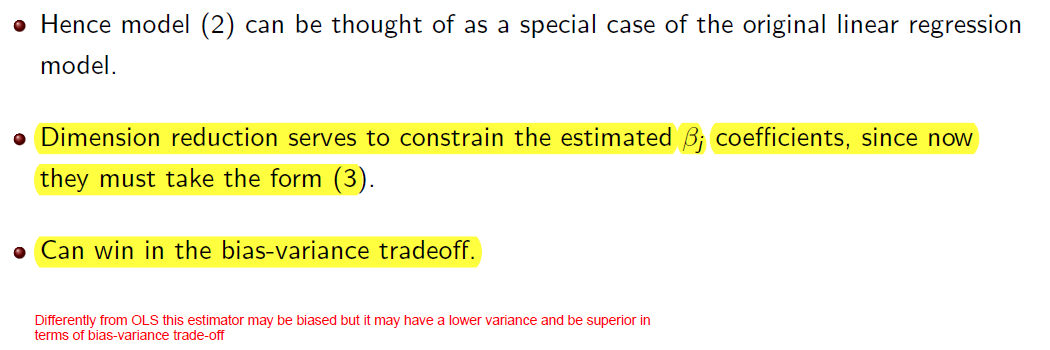 Hence model (2) can be thought of as a special case of the original linear regression
model.
Dimension reduction serves to constrain the estimated βj coefficients, since now
they must take the form (3).
Can win in the bias-variance tradeoff.
Differently from OLS this estimator may be biased but it may have a lower variance and be superior in
terms of bias-variance trade-off